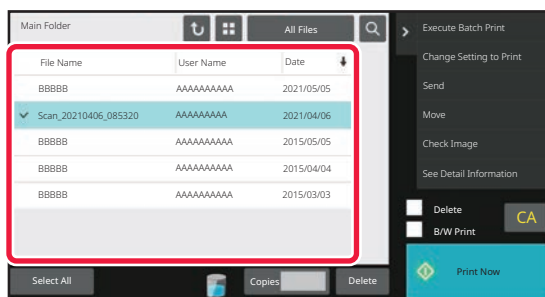 Main Folder
All Files
File Name User Name Date
BBBBB AAAAAAAAAA 2021/05/05
Scan_20210406_085320 AAAAAAAAA 2021/04/06
BBBBB AAAAAAAAAA 2015/05/05
BBBBB AAAAAAAAAA 2015/04/04
BBBBB AAAAAAAAAA 2015/03/03
Select All
Copies
Delete
Execute Batch Print
Change Setting to Print
Send
Move
Check Image
See Detail Information
Delete
B/W Print
CA
Print Now